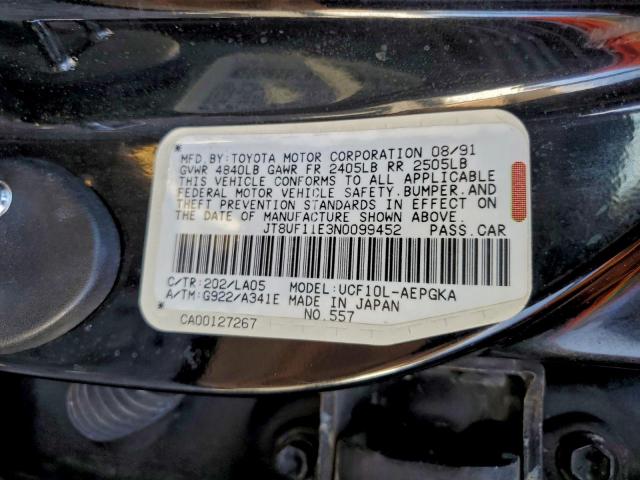 MFD.BY:TOYOTA MOTOR CORPORATION 08/91
GVWR 4840LB GAWR FR 2405LB RR 2505LB
THIS VEHICLE CONFORMS TO ALL APPLICABLE
FEDERAL MOTOR VEHICLE SAFETY.BUMPER.AND
THEFT PREVENTION STANDARDS IN EFFECT ON
THE DATE OF MANUFACTURE SHOWN ABOVE.
JT8UF11E3N0099452 PASS.CAR
C/TR:202/LA05 MODEL:UCF10L-AEPGKA
A/TM:G922/A341E MADE IN JAPAN
CA00127267 NO.557